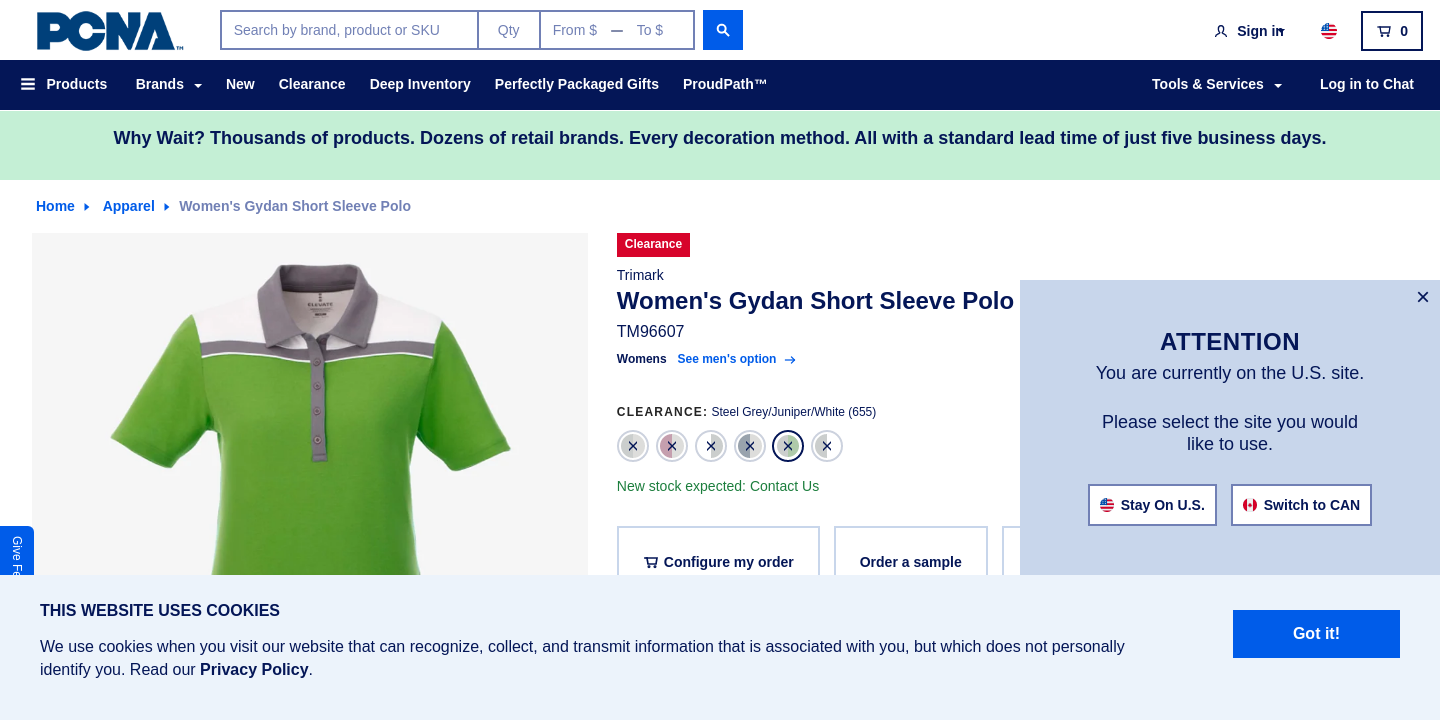 PCNA™
Search by brand, product or SKU
Qty
From $ — To $
Sign in
0
Products
Brands
New
Clearance
Deep Inventory
Perfectly Packaged Gifts
ProudPath™
Tools & Services
Log in to Chat
Why Wait? Thousands of products. Dozens of retail brands. Every decoration method. All with a standard lead time of just five business days.
Home
Apparel
Women's Gydan Short Sleeve Polo
ELEVATE
Clearance
Trimark
Women's Gydan Short Sleeve Polo
TM96607
Womens See men's option
CLEARANCE: Steel Grey/Juniper/White (655)
New stock expected: Contact Us
Configure my order
Order a sample
ATTENTION
You are currently on the U.S. site.
Please select the site you would
like to use.
Stay On U.S.
Switch to CAN
Give
THIS WEBSITE USES COOKIES
We use cookies when you visit our website that can recognize, collect, and transmit information that is associated with you, but which does not personally
identify you. Read our Privacy Policy.
Got it!